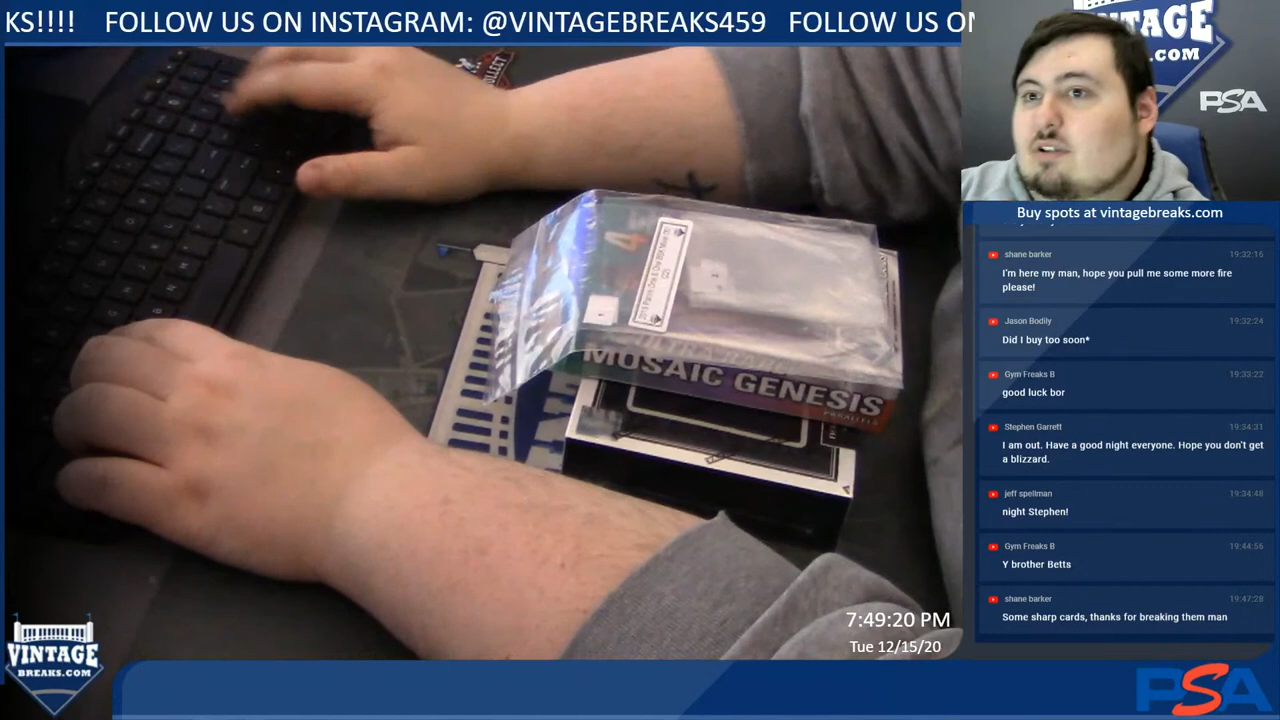 KS!!!! FOLLOW US ON INSTAGRAM: @VINTAGEBREAKS459 FOLLOW US ON
TAGE
.COM
PSA
Buy spots at vintagebreaks.com
shane barker 19:32:16
I'm here my man, hope you pull me some more fire
please!
Jason Bodily 19:32:24
Did I buy too soon*
Gym Freaks B 19:33:22
good luck bor
Stephen Garrett 19:34:31
I am out. Have a good night everyone. Hope you don't get
a blizzard.
jeff spellman 19:34:48
night Stephen!
Gym Freaks B 19:44:56
Y brother Betts
shane barker 19:47:28
Some sharp cards, thanks for breaking them man
4
MOSAIC GENESIS
PARALLELS
7:49:20 PM
Tue 12/15/20
VINTAGE
BREAKS.COM
PSA